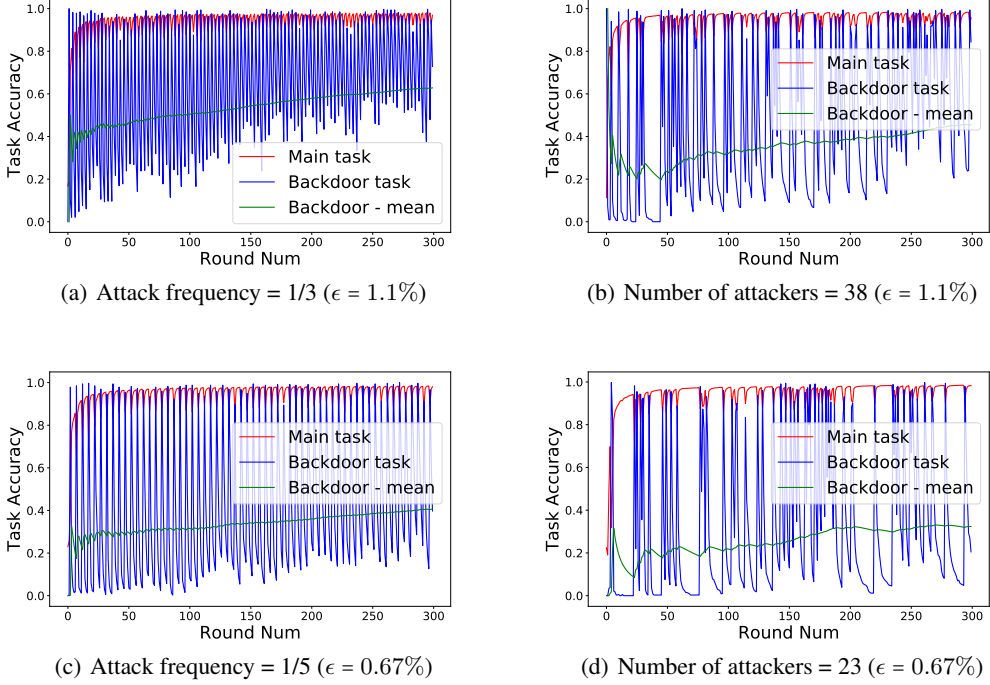 1.0
0.8
0.6
0.4
0.2
0.0
Task Accuracy
Main task
Backdoor task
Backdoor - mean
0 50 100 150 200 250 300
Round Num
(a) Attack frequency = 1/3 (ϵ = 1.1%)
1.0
0.8
0.6
0.4
0.2
0.0
Task Accuracy
Main task
Backdoor task
Backdoor - mean
0 50 100 150 200 250 300
Round Num
(b) Number of attackers = 38 (ϵ = 1.1%)
1.0
0.8
0.6
0.4
0.2
0.0
Task Accuracy
Main task
Backdoor task
Backdoor - mean
0 50 100 150 200 250 300
Round Num
(c) Attack frequency = 1/5 (ϵ = 0.67%)
1.0
0.8
0.6
0.4
0.2
0.0
Task Accuracy
Main task
Backdoor task
Backdoor - mean
0 50 100 150 200 250 300
Round Num
(d) Number of attackers = 23 (ϵ = 0.67%)